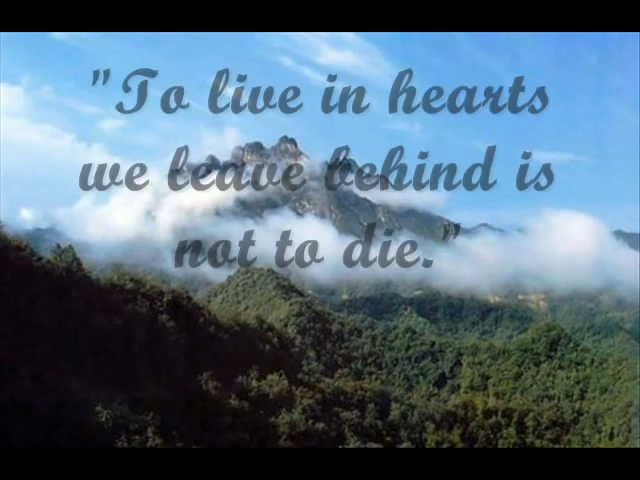 "To live in hearts
we leave behind is
not to die."